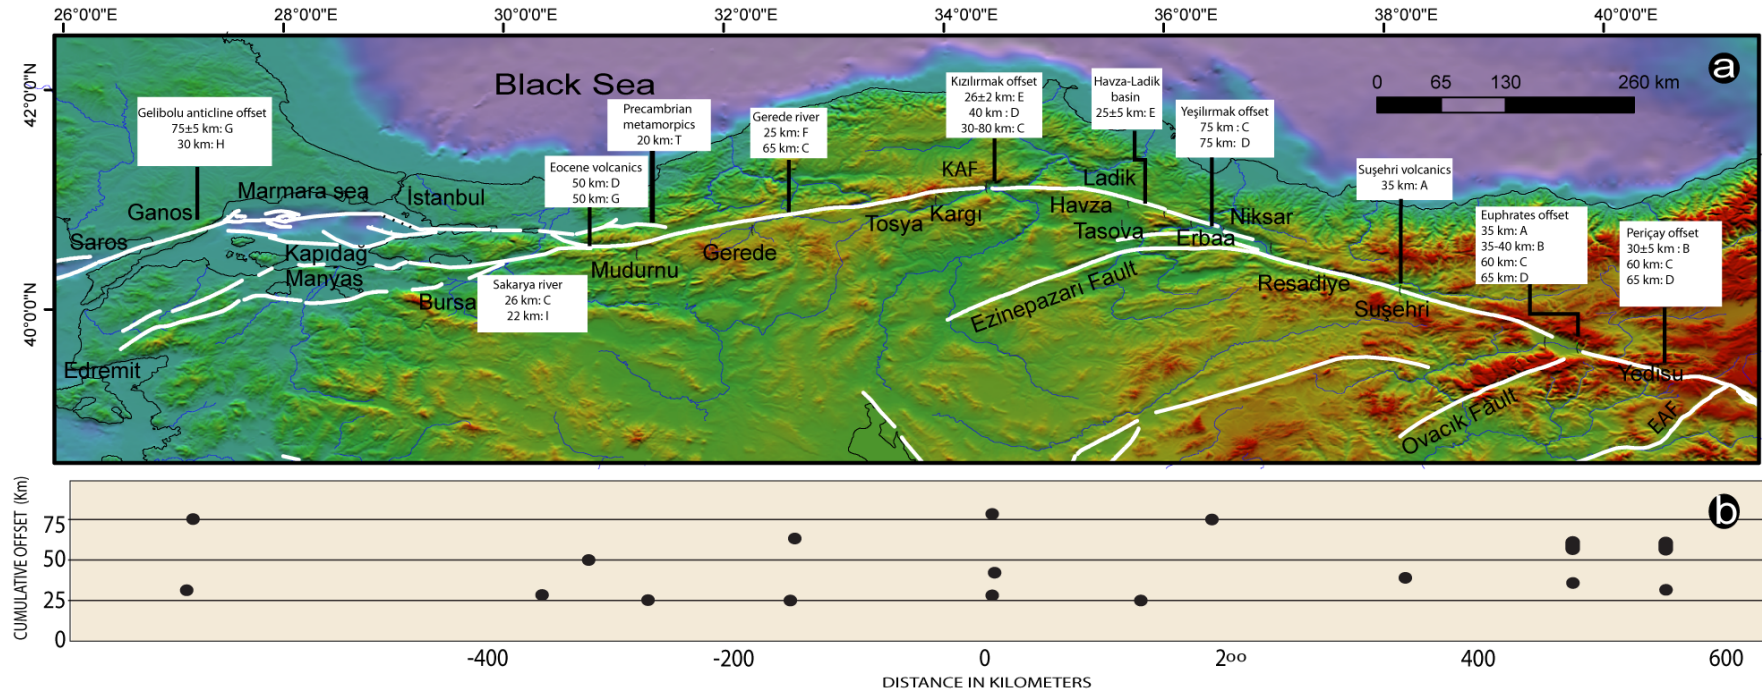 26°0'0"E 28°0'0"E 30°0'0"E 32°0'0"E 34°0'0"E 36°0'0"E 38°0'0"E 40°0'0"E
42°0'0"N
40°0'0"N
Black Sea
a
0 65 130 260 km
Gelibolu anticline offset
75±5 km: G
30 km: H
Precambrian
metamorpics
20 km: T
Eocene volcanics
50 km: D
50 km: G
Gerede river
25 km: F
65 km: C
Kızılırmak offset
26±2 km: E
40 km : D
30-80 km: C
Havza-Ladik
basin
25±5 km: E
Yeşilırmak offset
75 km : C
75 km: D
Suşehri volcanics
35 km: A
Euphrates offset
35 km: A
35-40 km: B
60 km: C
65 km: D
Periçay offset
30±5 km : B
60 km: C
65 km: D
Sakarya river
26 km: C
22 km: I
Marmara sea
İstanbul
Ganos
Saros
Kapıdağ
Manyas
Bursa
Edremit
Mudurnu
Gerede
Tosya
Kargı
KAF
Ladik
Havza
Tasova
Erbaa
Niksar
Ezinepazarı Fault
Resadiye
Suşehri
Ovacık Fault
Yedisu
EAF
b
CUMULATIVE OFFSET (Km)
75
50
25
0
-400 -200 0 2oo 400 600
DISTANCE IN KILOMETERS